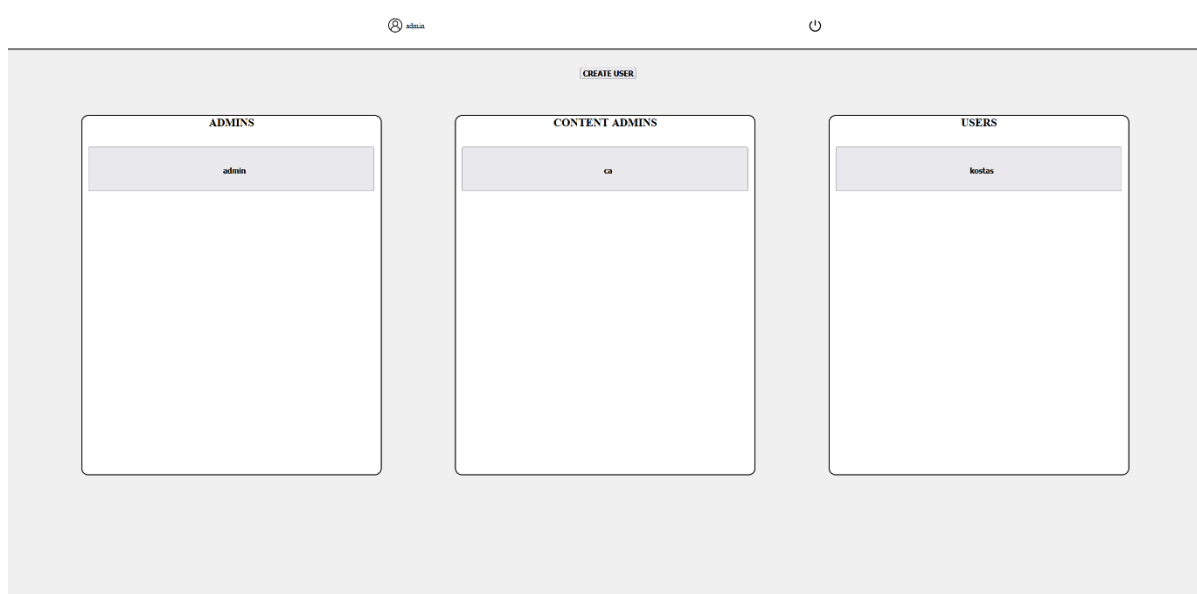 admin
CREATE USER
ADMINS
admin
CONTENT ADMINS
ca
USERS
kostas